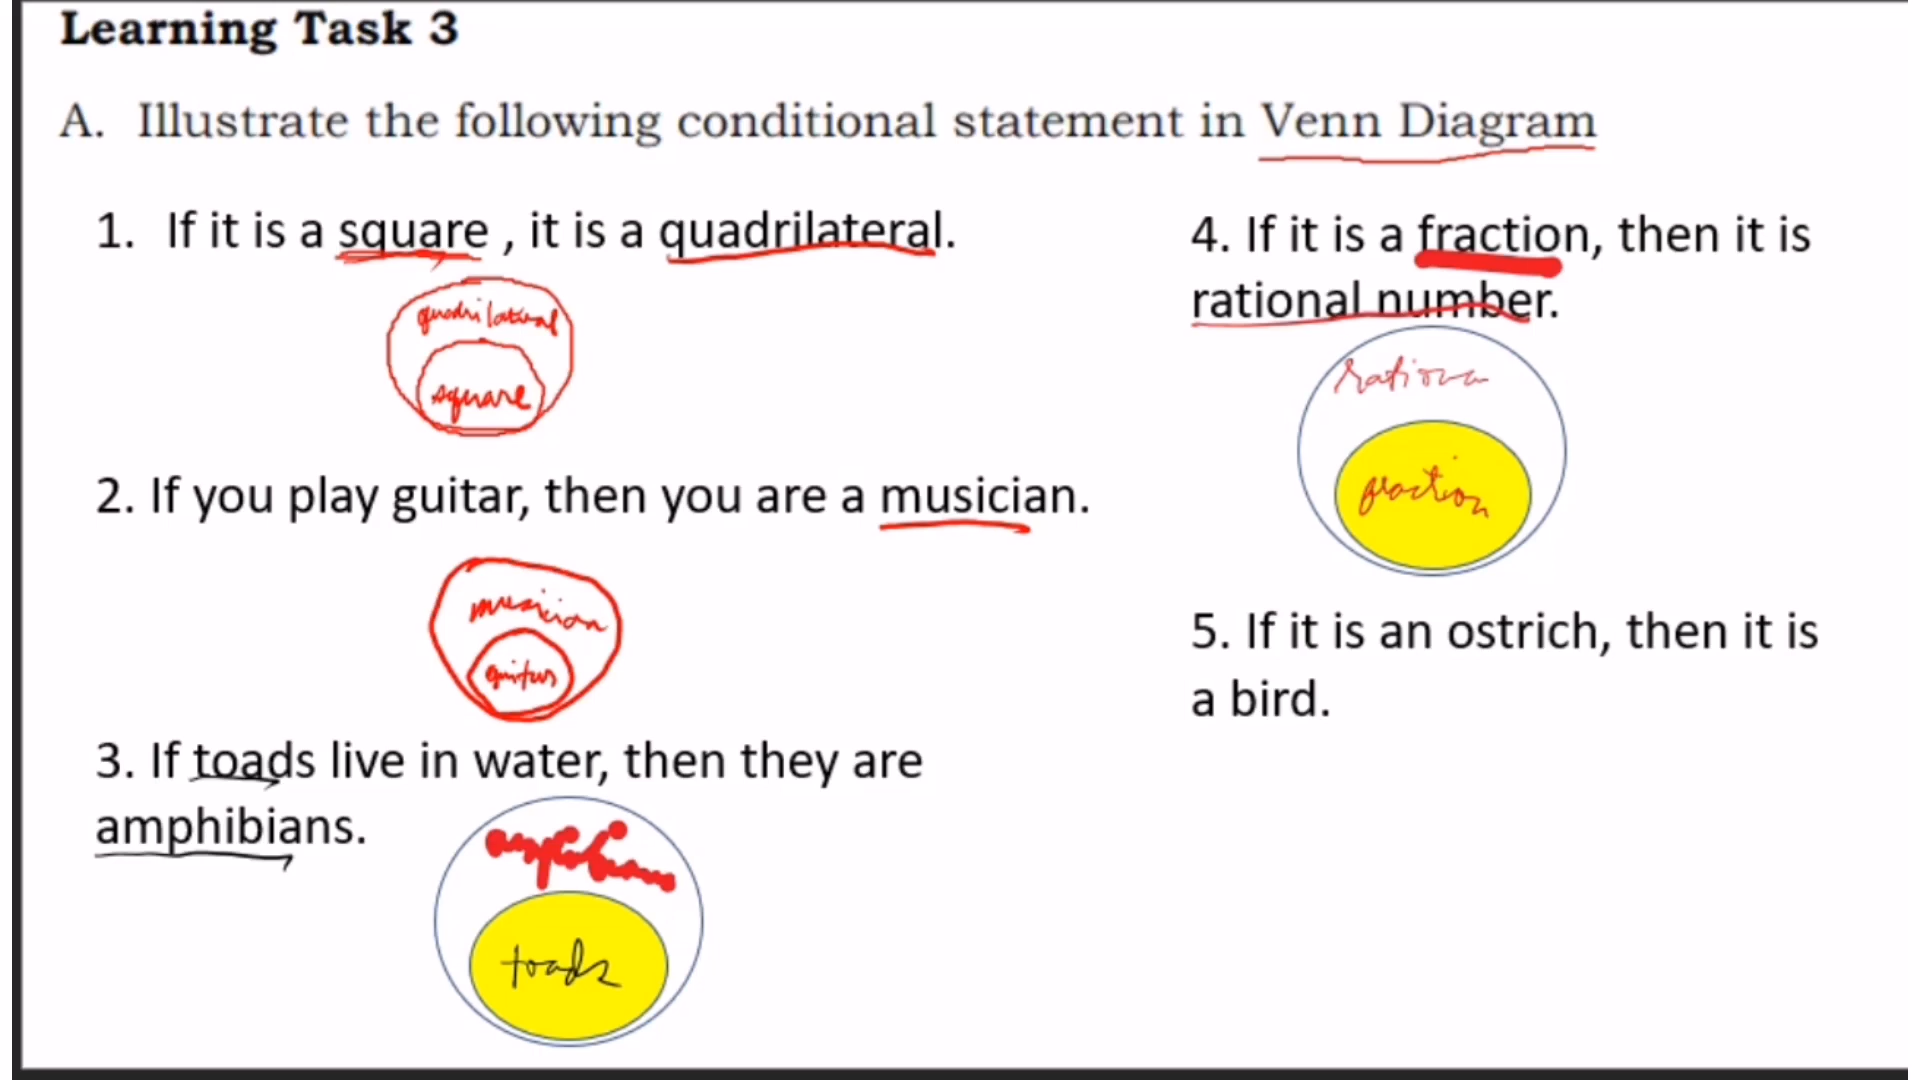 Learning Task 3
A. Illustrate the following conditional statement in Venn Diagram
1. If it is a square , it is a quadrilateral.
quadrilateral
square
2. If you play guitar, then you are a musician.
musician
guitar
3. If toads live in water, then they are
amphibians.
amphibians
toads
4. If it is a fraction, then it is
rational number.
rational
fraction
5. If it is an ostrich, then it is
a bird.